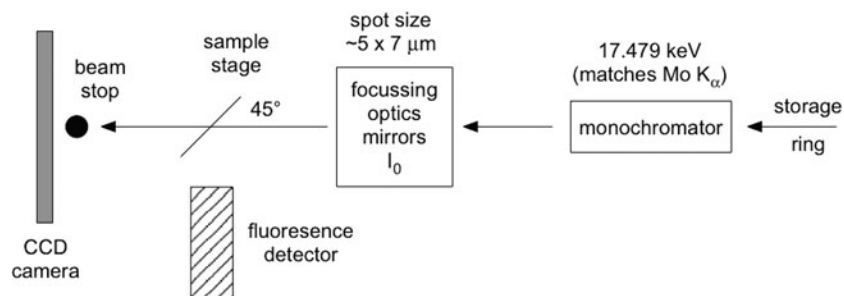 spot size
~5 x 7 μm
sample
stage
17.479 keV
(matches Mo Kα)
beam
stop
45°
focussing
optics
mirrors
I0
monochromator
storage
ring
fluoresence
detector
CCD
camera